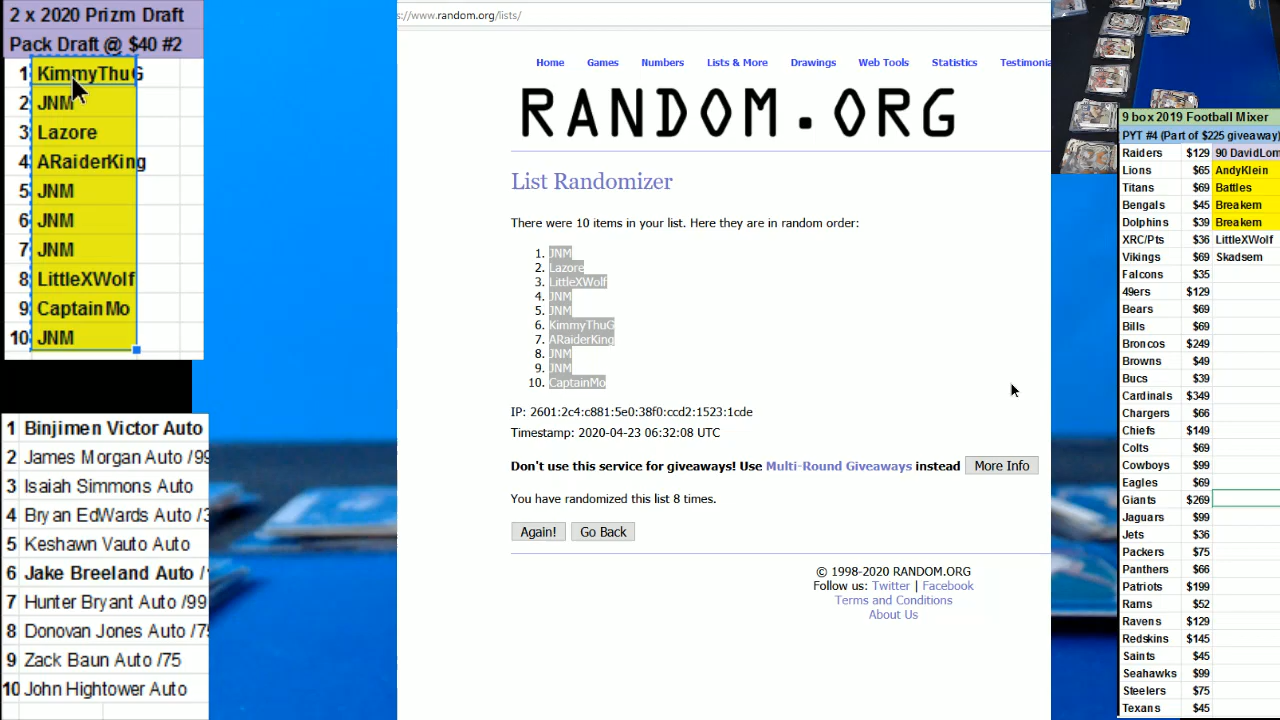 2 x 2020 Prizm Draft
Pack Draft @ $40 #2
1 KimmyThuG
2 JNM
3 Lazore
4 ARaiderKing
5 JNM
6 JNM
7 JNM
8 LittleXWolf
9 CaptainMo
10 JNM
1 Binjimen Victor Auto
2 James Morgan Auto /99
3 Isaiah Simmons Auto
4 Bryan EdWards Auto /3
5 Keshawn Vauto Auto
6 Jake Breeland Auto /
7 Hunter Bryant Auto /99
8 Donovan Jones Auto /75
9 Zack Baun Auto /75
10 John Hightower Auto
s://www.random.org/lists/
Home Games Numbers Lists & More Drawings Web Tools Statistics Testimonia
RANDOM.ORG
List Randomizer
There were 10 items in your list. Here they are in random order:
1. JNM
2. Lazore
3. LittleXWolf
4. JNM
5. JNM
6. KimmyThuG
7. ARaiderKing
8. JNM
9. JNM
10. CaptainMo
IP: 2601:2c4:c881:5e0:38f0:ccd2:1523:1cde
Timestamp: 2020-04-23 06:32:08 UTC
Don't use this service for giveaways! Use Multi-Round Giveaways instead More Info
You have randomized this list 8 times.
Again! Go Back
© 1998-2020 RANDOM.ORG
Follow us: Twitter | Facebook
Terms and Conditions
About Us
9 box 2019 Football Mixer
PYT #4 (Part of $225 giveaway)
Raiders $129 90 DavidLom
Lions $65 AndyKlein
Titans $69 Battles
Bengals $45 Breakem
Dolphins $39 Breakem
XRC/Pts $36 LittleXWolf
Vikings $69 Skadsem
Falcons $35
49ers $129
Bears $69
Bills $69
Broncos $249
Browns $49
Bucs $39
Cardinals $349
Chargers $66
Chiefs $149
Colts $69
Cowboys $99
Eagles $69
Giants $269
Jaguars $99
Jets $36
Packers $75
Panthers $66
Patriots $199
Rams $52
Ravens $129
Redskins $145
Saints $45
Seahawks $99
Steelers $75
Texans $45